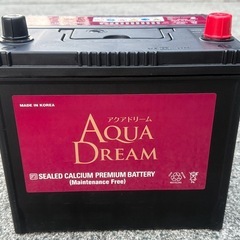 MADE IN KOREA
アクアドリーム
AQUA
DREAM
SEALED CALCIUM PREMIUM BATTERY
(Maintenance Free)